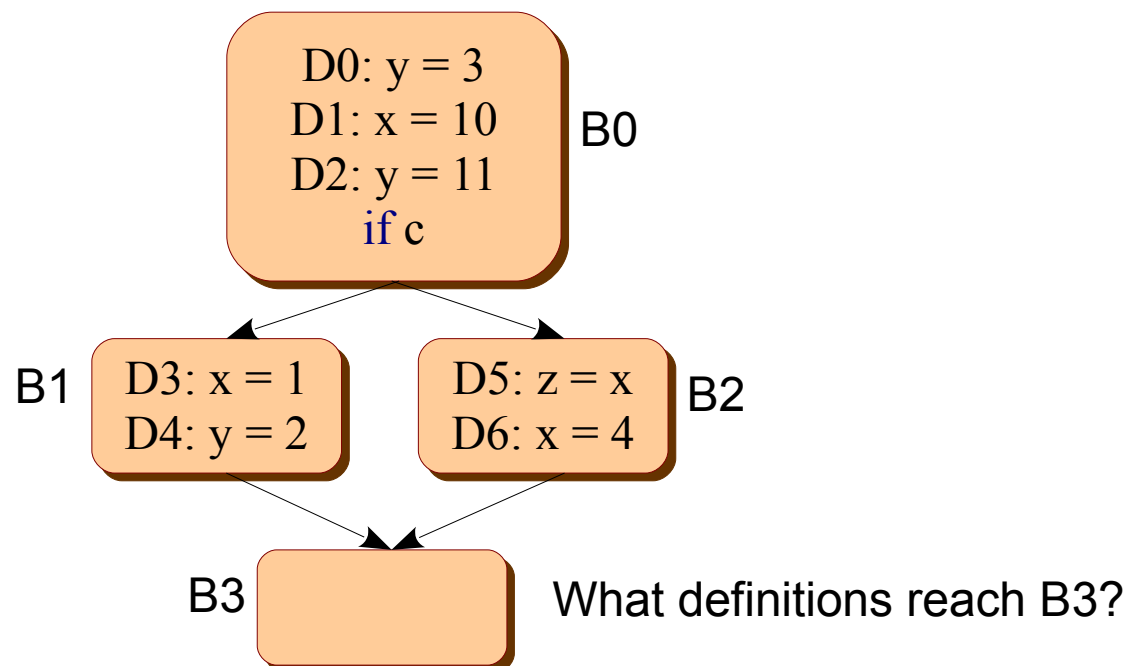 D0: y = 3
D1: x = 10
D2: y = 11
if c
B0
B1
D3: x = 1
D4: y = 2
D5: z = x
D6: x = 4
B2
B3
What definitions reach B3?